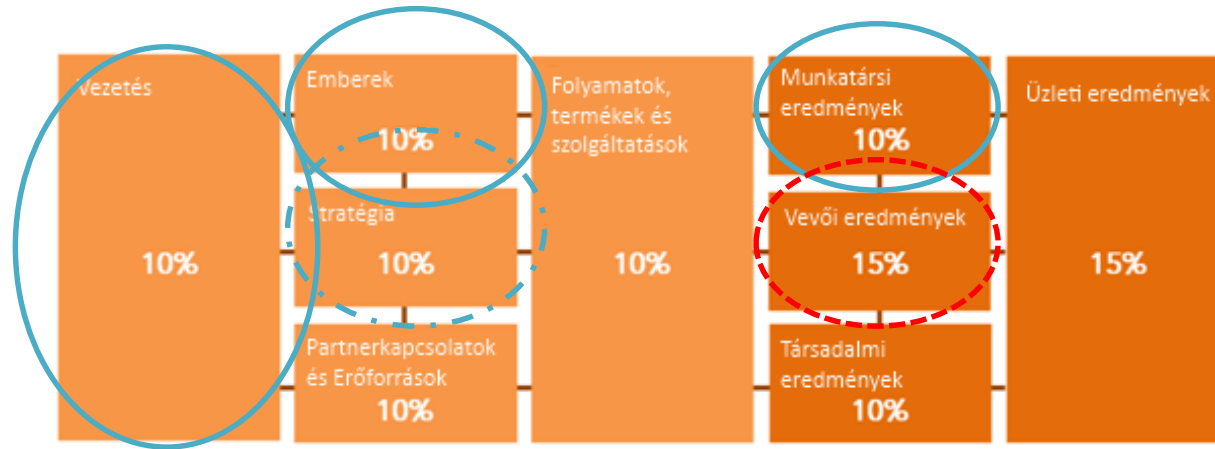 Vezetés
10%
Emberek
10%
Stratégia
10%
Partnerkapcsolatok
és Erőforrások
10%
Folyamatok,
termékek és
szolgáltatások
10%
Munkatársi
eredmények
10%
Vevői eredmények
15%
Társadalmi
eredmények
10%
Üzleti eredmények
15%